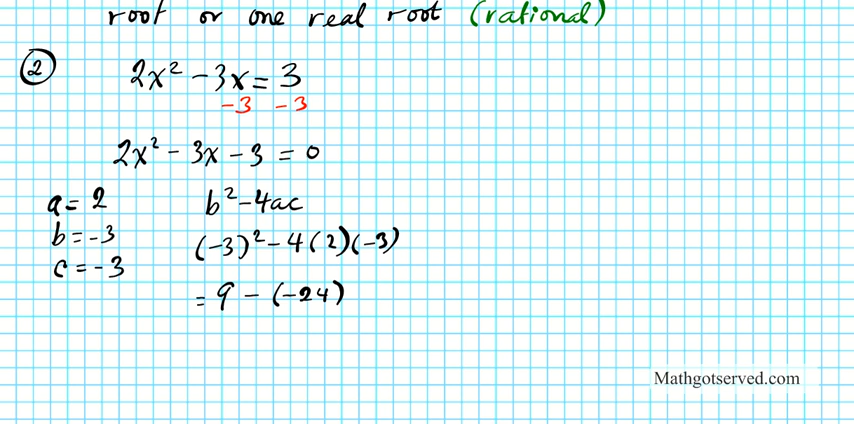 root or one real root (rational)
② 2x² - 3x = 3
-3 -3
2x² - 3x - 3 = 0
a = 2 b² - 4ac
b = -3 (-3)² - 4(2)(-3)
c = -3
= 9 - (-24)
Mathgotserved.com